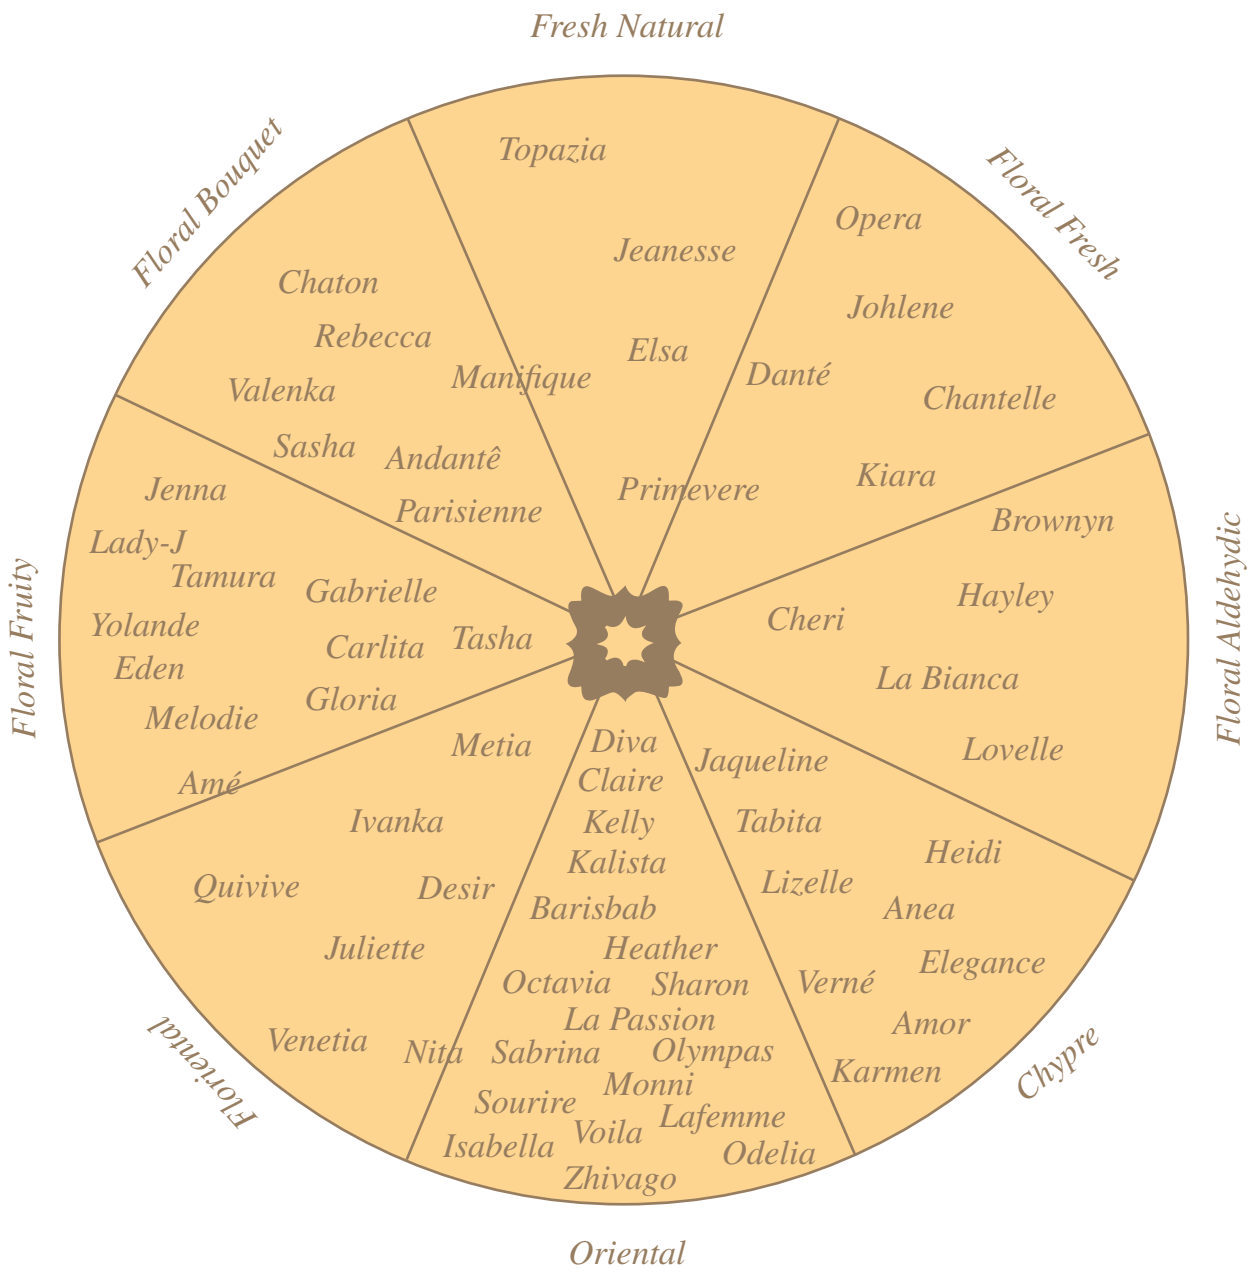 Fresh Natural
Topazia
Jeanesse
Elsa
Primevere
Floral Fresh
Opera
Johlene
Danté
Chantelle
Kiara
Floral Aldehydic
Brownyn
Hayley
Cheri
La Bianca
Lovelle
Chypre
Jaqueline
Tabita
Heidi
Lizelle
Anea
Elegance
Verné
Amor
Karmen
Oriental
Diva
Claire
Kelly
Kalista
Barisbab
Heather
Octavia
Sharon
La Passion
Sabrina
Olympas
Monni
Sourire
Lafemme
Voila
Isabella
Odelia
Zhivago
Floriental
Metia
Ivanka
Quivive
Desir
Juliette
Venetia
Nita
Floral Fruity
Jenna
Lady-J
Tamura
Gabrielle
Yolande
Carlita
Tasha
Eden
Gloria
Melodie
Amé
Floral Bouquet
Chaton
Rebecca
Manifique
Valenka
Sasha
Andantê
Parisienne